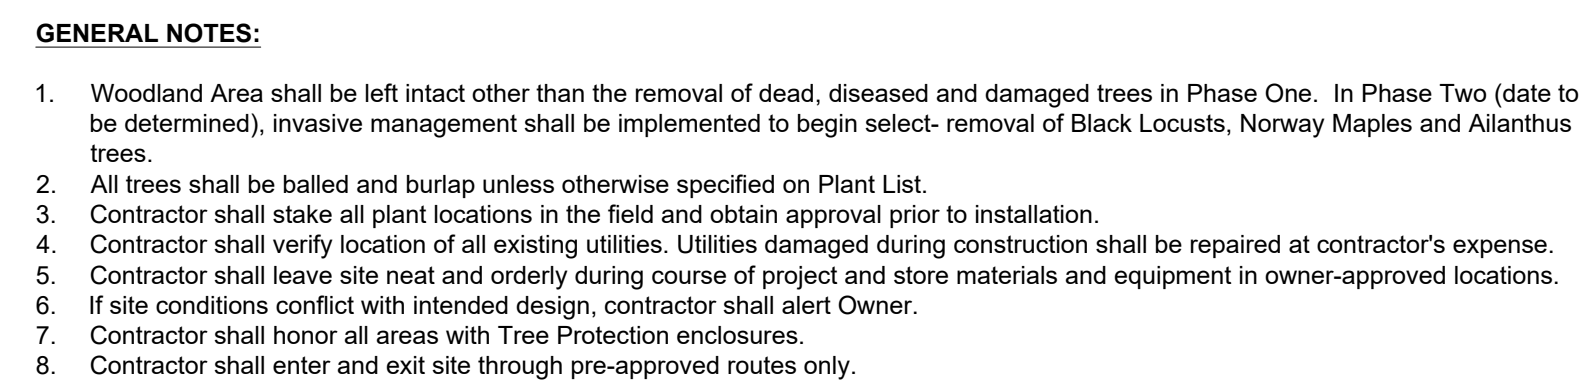 GENERAL NOTES:
1. Woodland Area shall be left intact other than the removal of dead, diseased and damaged trees in Phase One.  In Phase Two (date to
be determined), invasive management shall be implemented to begin select- removal of Black Locusts, Norway Maples and Ailanthus
trees.
2. All trees shall be balled and burlap unless otherwise specified on Plant List.
3. Contractor shall stake all plant locations in the field and obtain approval prior to installation.
4. Contractor shall verify location of all existing utilities. Utilities damaged during construction shall be repaired at contractor's expense.
5. Contractor shall leave site neat and orderly during course of project and store materials and equipment in owner-approved locations.
6. If site conditions conflict with intended design, contractor shall alert Owner.
7. Contractor shall honor all areas with Tree Protection enclosures.
8. Contractor shall enter and exit site through pre-approved routes only.